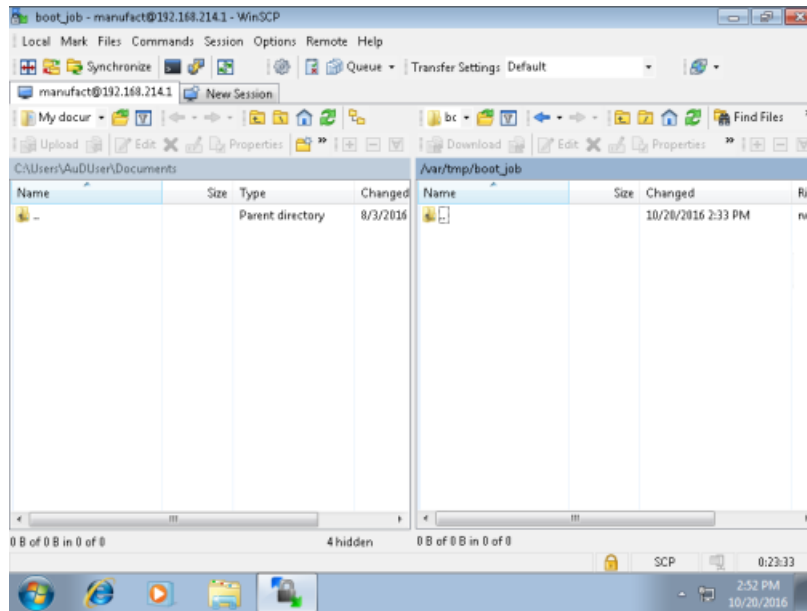 boot_job - manufact@192.168.214.1 - WinSCP
Local Mark Files Commands Session Options Remote Help
Synchronize Queue Transfer Settings Default
manufact@192.168.214.1 New Session
My docur bc Find Files
Upload Edit Properties Download Edit Properties
C:\Users\AuDUser\Documents /var/tmp/boot_job
Name Size Type Changed Name Size Changed
.. Parent directory 8/3/2016 .. 10/20/2016 2:33 PM
0 B of 0 B in 0 of 0 4 hidden 0 B of 0 B in 0 of 0
SCP 0:23:33
2:52 PM
10/20/2016